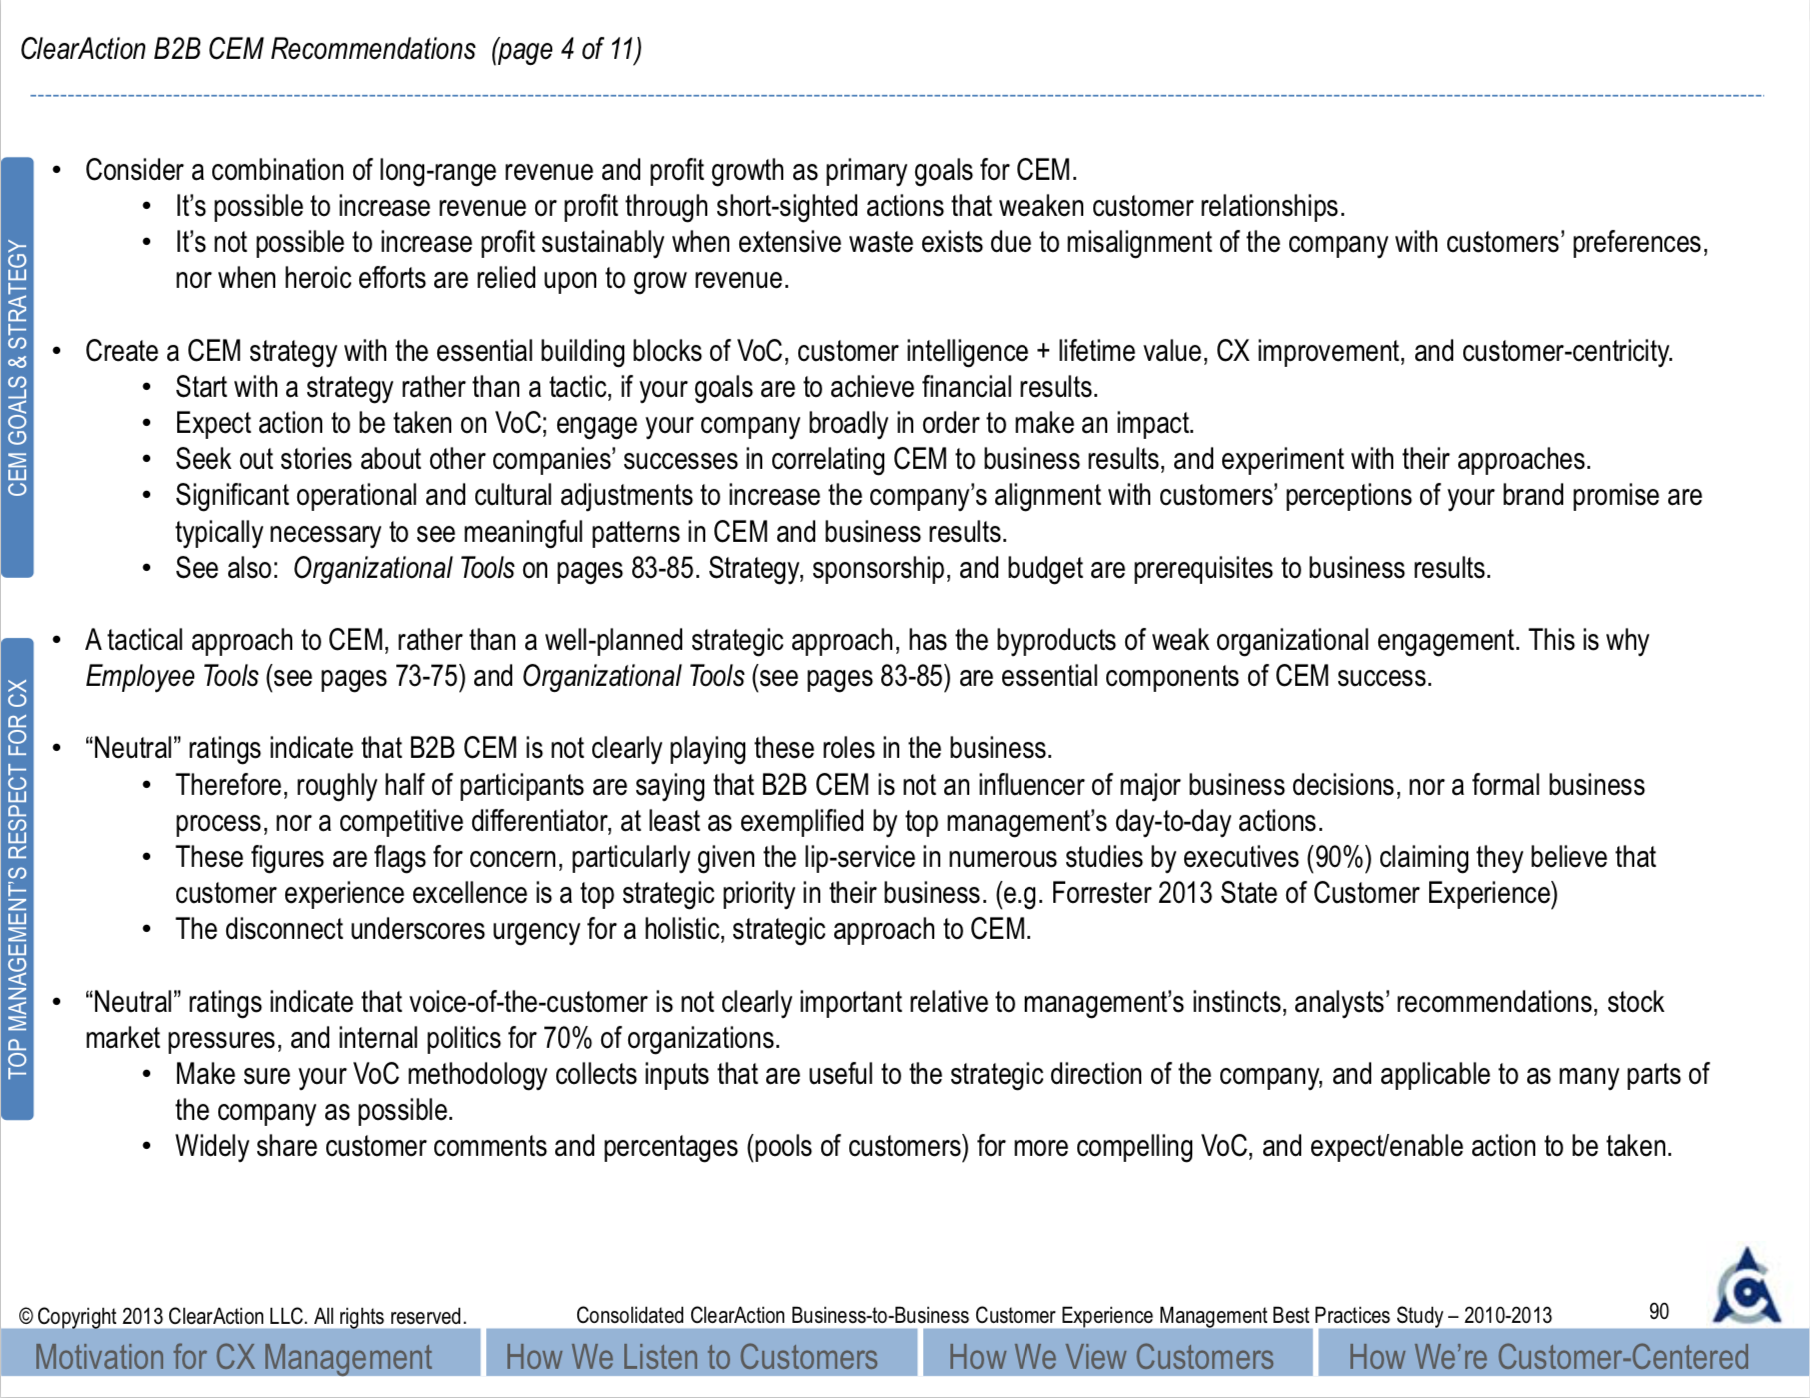 ClearAction B2B CEM Recommendations (page 4 of 11)
CEM GOALS & STRATEGY
• Consider a combination of long-range revenue and profit growth as primary goals for CEM.
• It’s possible to increase revenue or profit through short-sighted actions that weaken customer relationships.
• It’s not possible to increase profit sustainably when extensive waste exists due to misalignment of the company with customers’ preferences,
nor when heroic efforts are relied upon to grow revenue.
• Create a CEM strategy with the essential building blocks of VoC, customer intelligence + lifetime value, CX improvement, and customer-centricity.
• Start with a strategy rather than a tactic, if your goals are to achieve financial results.
• Expect action to be taken on VoC; engage your company broadly in order to make an impact.
• Seek out stories about other companies’ successes in correlating CEM to business results, and experiment with their approaches.
• Significant operational and cultural adjustments to increase the company’s alignment with customers’ perceptions of your brand promise are
typically necessary to see meaningful patterns in CEM and business results.
• See also: Organizational Tools on pages 83-85. Strategy, sponsorship, and budget are prerequisites to business results.
TOP MANAGEMENT’S RESPECT FOR CX
• A tactical approach to CEM, rather than a well-planned strategic approach, has the byproducts of weak organizational engagement. This is why
Employee Tools (see pages 73-75) and Organizational Tools (see pages 83-85) are essential components of CEM success.
• “Neutral” ratings indicate that B2B CEM is not clearly playing these roles in the business.
• Therefore, roughly half of participants are saying that B2B CEM is not an influencer of major business decisions, nor a formal business
process, nor a competitive differentiator, at least as exemplified by top management’s day-to-day actions.
• These figures are flags for concern, particularly given the lip-service in numerous studies by executives (90%) claiming they believe that
customer experience excellence is a top strategic priority in their business. (e.g. Forrester 2013 State of Customer Experience)
• The disconnect underscores urgency for a holistic, strategic approach to CEM.
• “Neutral” ratings indicate that voice-of-the-customer is not clearly important relative to management’s instincts, analysts’ recommendations, stock
market pressures, and internal politics for 70% of organizations.
• Make sure your VoC methodology collects inputs that are useful to the strategic direction of the company, and applicable to as many parts of
the company as possible.
• Widely share customer comments and percentages (pools of customers) for more compelling VoC, and expect/enable action to be taken.
© Copyright 2013 ClearAction LLC. All rights reserved. Consolidated ClearAction Business-to-Business Customer Experience Management Best Practices Study – 2010-2013 90
Motivation for CX Management How We Listen to Customers How We View Customers How We’re Customer-Centered